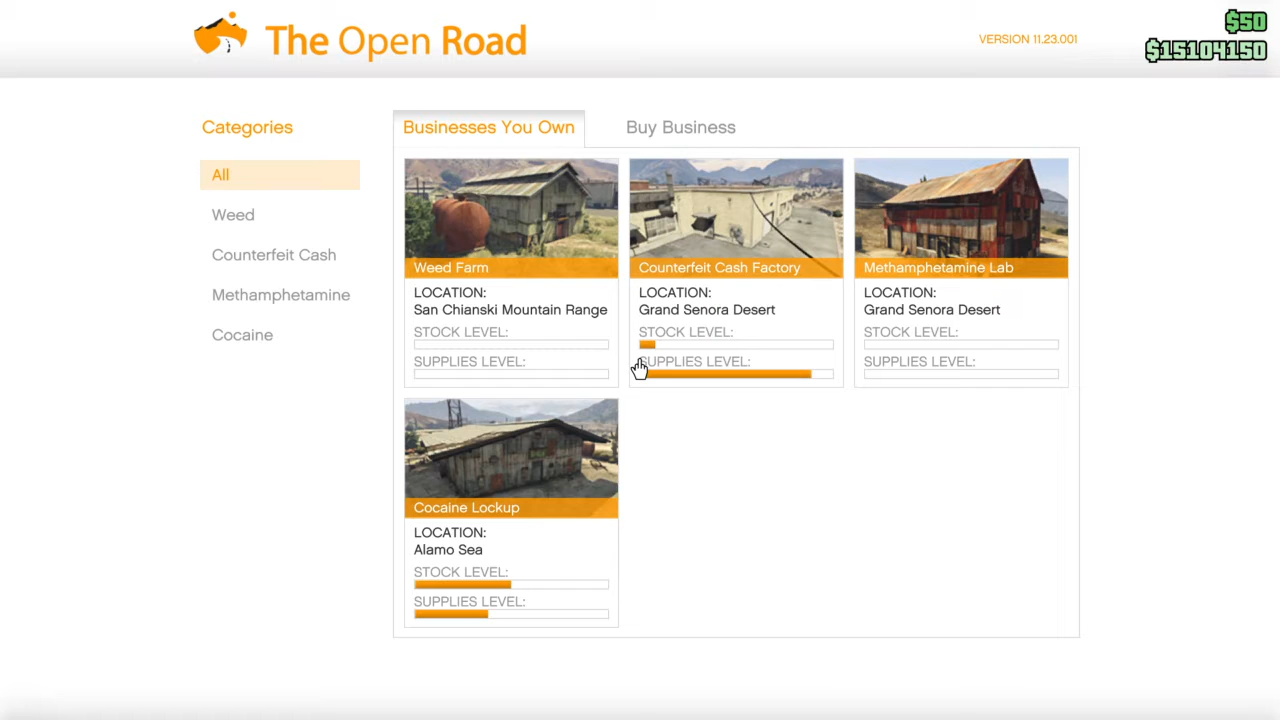 The Open Road
VERSION 11.23.001
$50
$15104150
Categories
All
Weed
Counterfeit Cash
Methamphetamine
Cocaine
Businesses You Own
Buy Business
Weed Farm
LOCATION:
San Chianski Mountain Range
STOCK LEVEL:
SUPPLIES LEVEL:
Counterfeit Cash Factory
LOCATION:
Grand Senora Desert
STOCK LEVEL:
SUPPLIES LEVEL:
Methamphetamine Lab
LOCATION:
Grand Senora Desert
STOCK LEVEL:
SUPPLIES LEVEL:
Cocaine Lockup
LOCATION:
Alamo Sea
STOCK LEVEL:
SUPPLIES LEVEL: